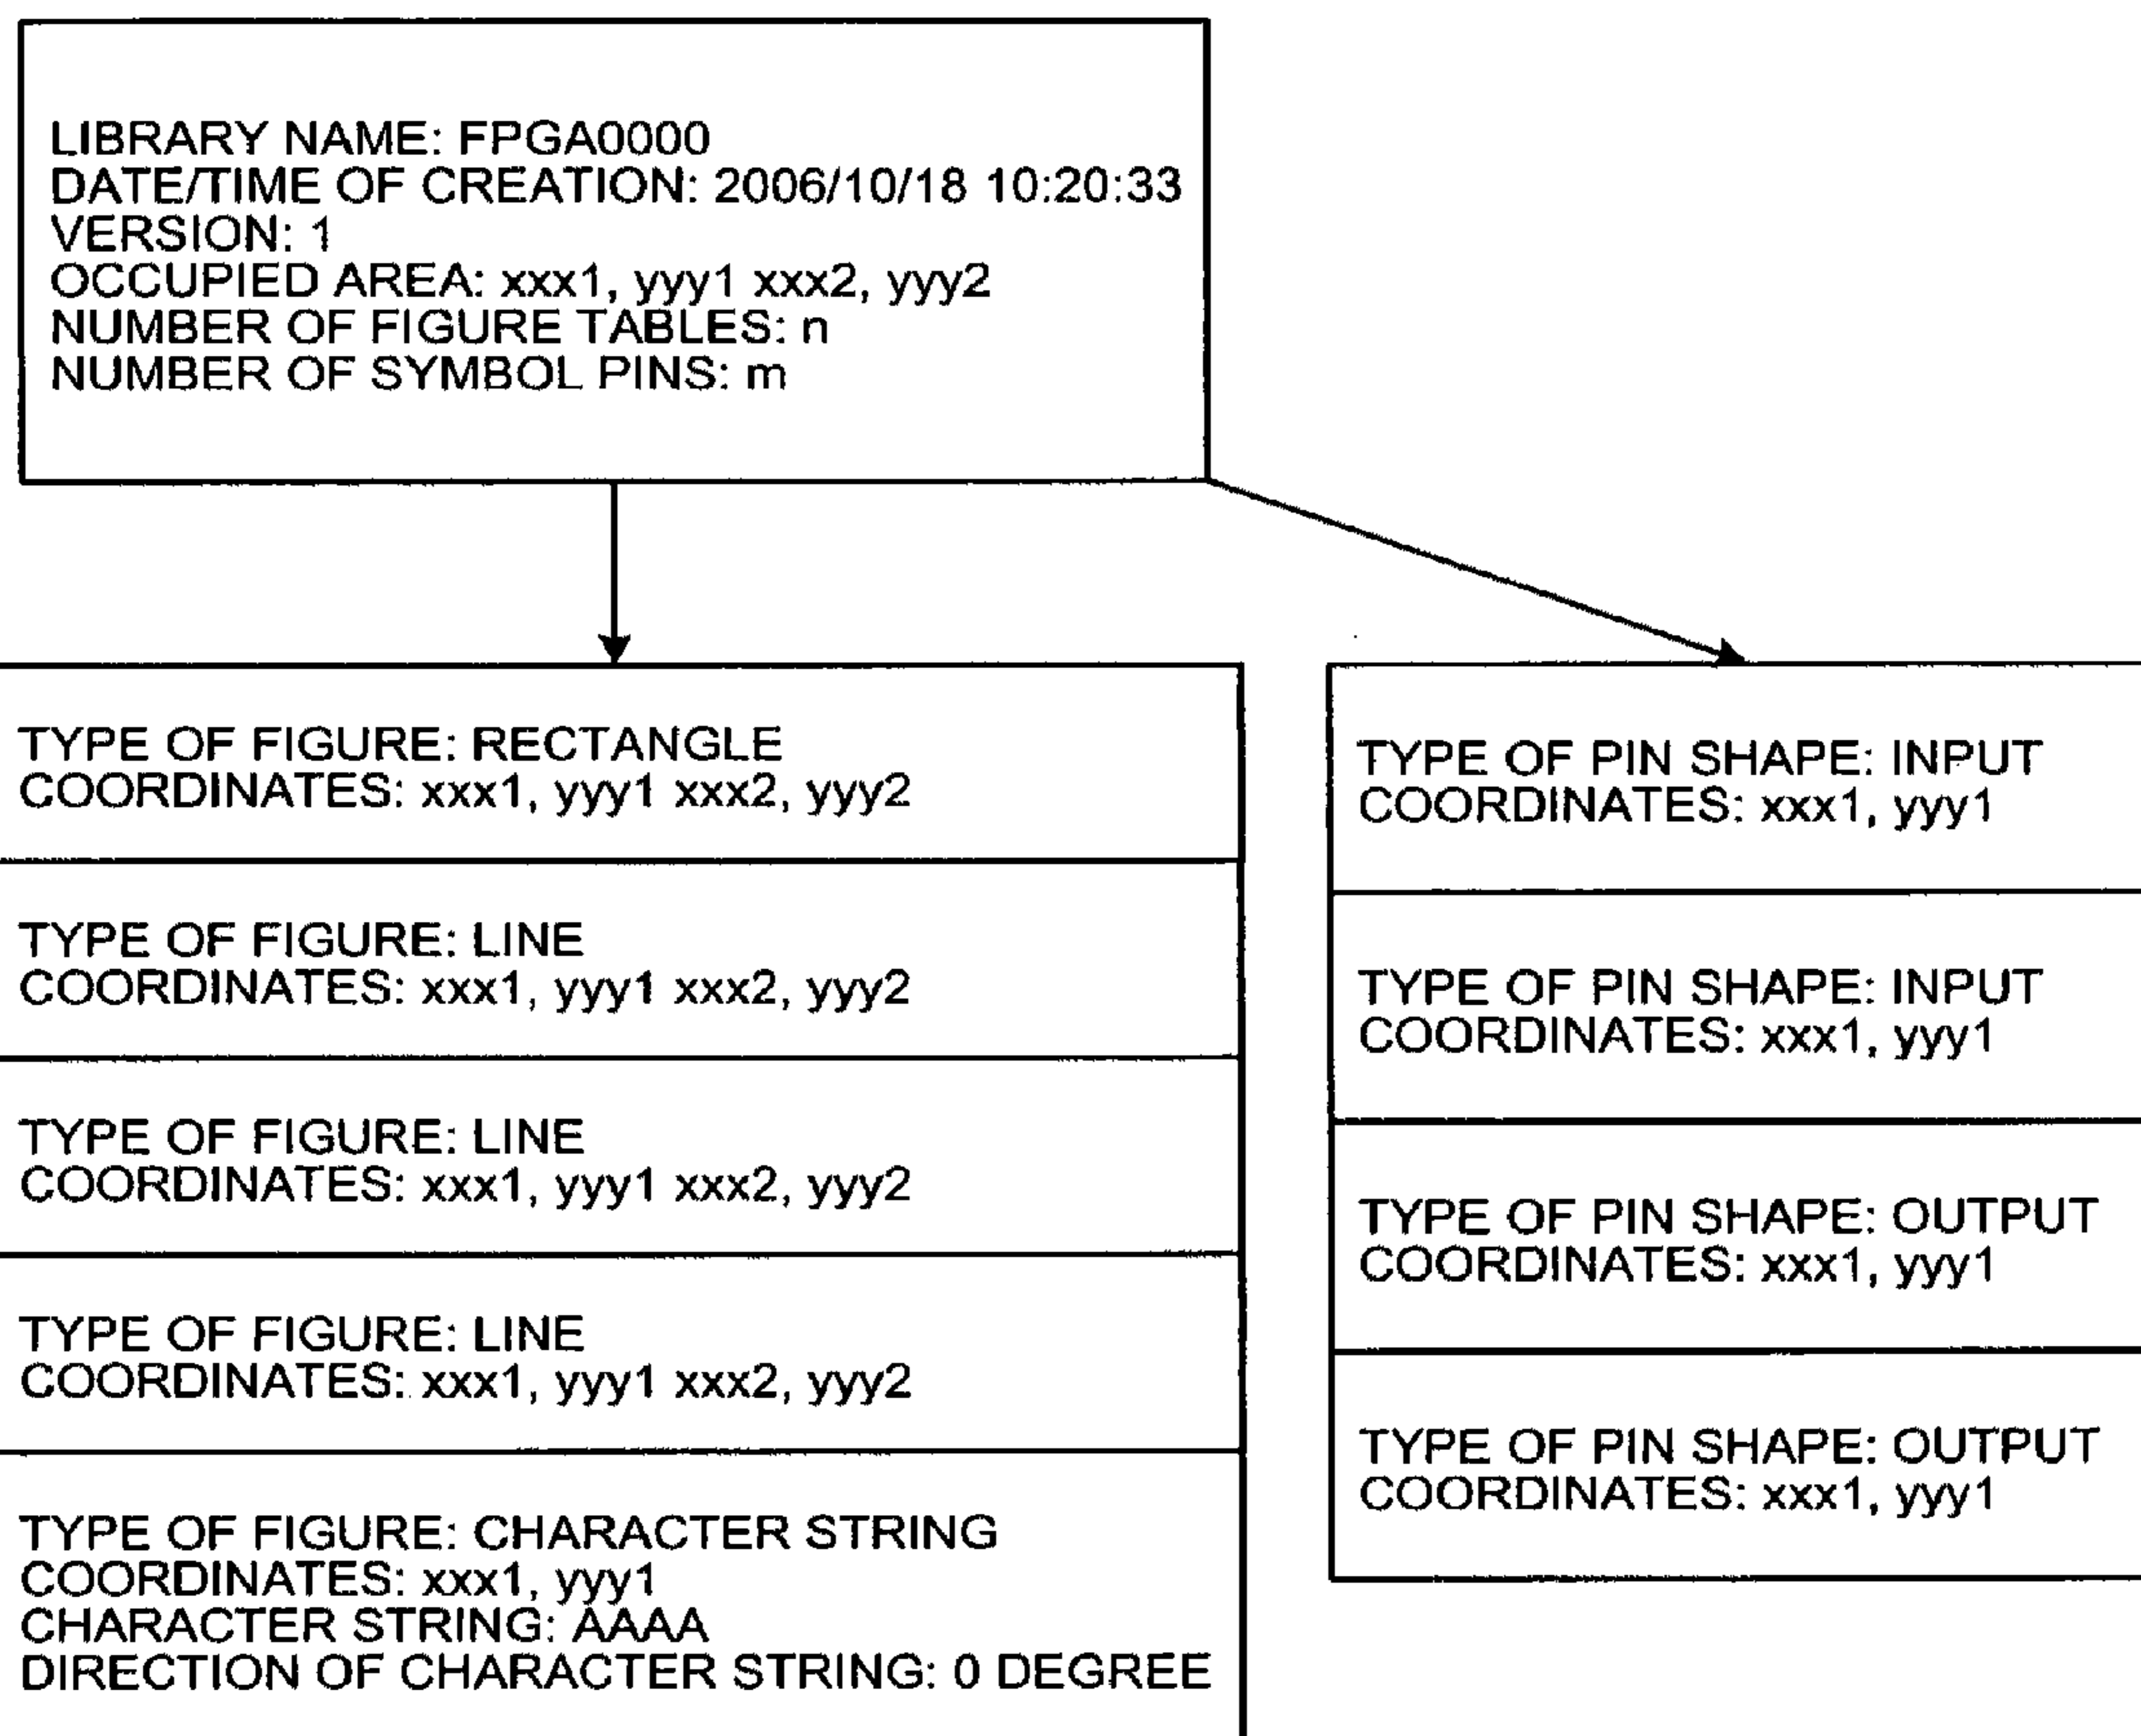 LIBRARY NAME: FPGA0000
DATE/TIME OF CREATION: 2006/10/18 10:20:33
VERSION: 1
OCCUPIED AREA: xxx1, yyy1 xxx2, yyy2
NUMBER OF FIGURE TABLES: n
NUMBER OF SYMBOL PINS: m
TYPE OF FIGURE: RECTANGLE
COORDINATES: xxx1, yyy1 xxx2, yyy2
TYPE OF FIGURE: LINE
COORDINATES: xxx1, yyy1 xxx2, yyy2
TYPE OF FIGURE: LINE
COORDINATES: xxx1, yyy1 xxx2, yyy2
TYPE OF FIGURE: LINE
COORDINATES: xxx1, yyy1 xxx2, yyy2
TYPE OF FIGURE: CHARACTER STRING
COORDINATES: xxx1, yyy1
CHARACTER STRING: AAAA
DIRECTION OF CHARACTER STRING: 0 DEGREE
TYPE OF PIN SHAPE: INPUT
COORDINATES: xxx1, yyy1
TYPE OF PIN SHAPE: INPUT
COORDINATES: xxx1, yyy1
TYPE OF PIN SHAPE: OUTPUT
COORDINATES: xxx1, yyy1
TYPE OF PIN SHAPE: OUTPUT
COORDINATES: xxx1, yyy1